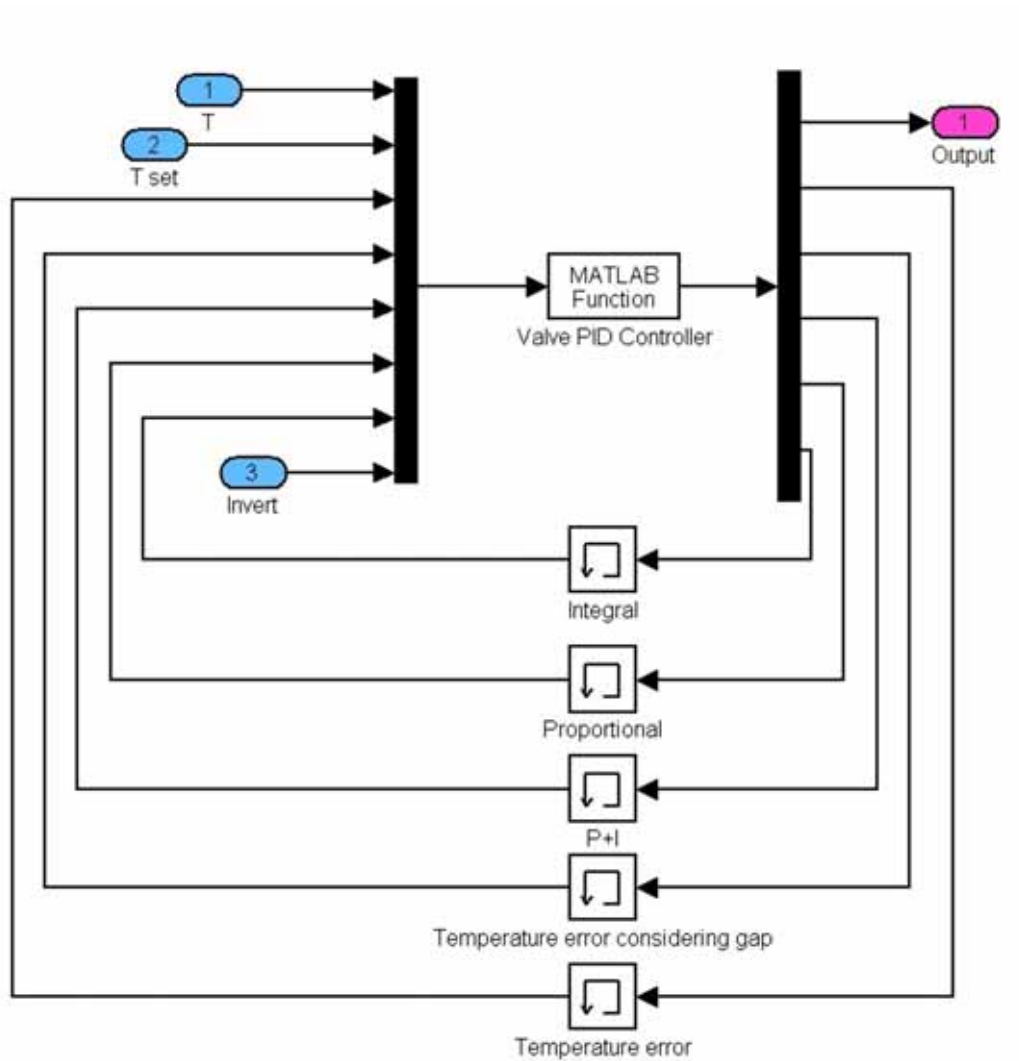 1
T
2
T set
3
Invert
MATLAB
Function
Valve PID Controller
1
Output
Integral
Proportional
P+I
Temperature error considering gap
Temperature error